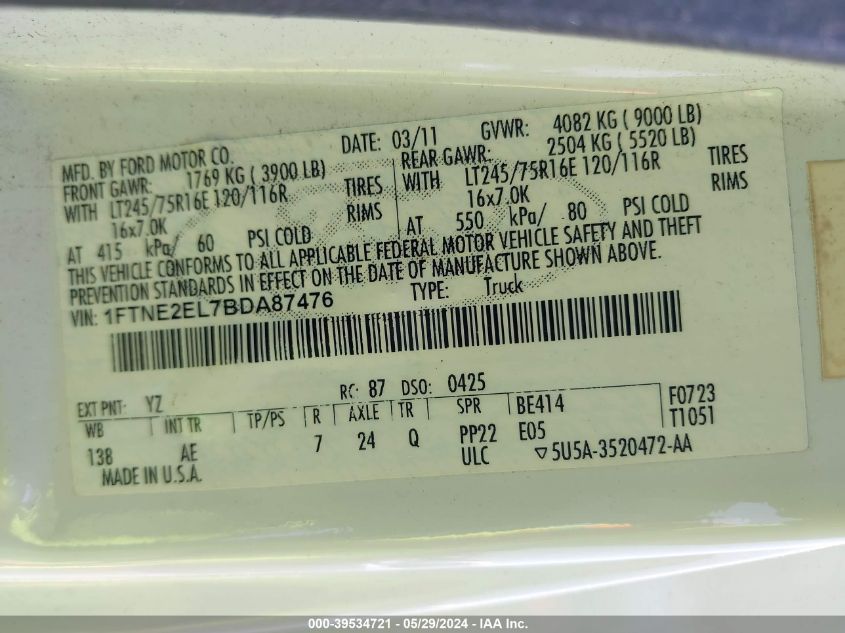 MFD. BY FORD MOTOR CO. DATE: 03/11 GVWR: 4082 KG ( 9000 LB)
FRONT GAWR: 1769 KG ( 3900 LB) REAR GAWR: 2504 KG ( 5520 LB)
WITH LT245/75R16E 120/116R TIRES WITH LT245/75R16E 120/116R TIRES
16x7.0K RIMS 16x7.0K RIMS
AT 415 kPa/ 60 PSI COLD AT 550 kPa/ 80 PSI COLD
THIS VEHICLE CONFORMS TO ALL APPLICABLE FEDERAL MOTOR VEHICLE SAFETY AND THEFT
PREVENTION STANDARDS IN EFFECT ON THE DATE OF MANUFACTURE SHOWN ABOVE.
VIN: 1FTNE2EL7BDA87476 TYPE: Truck
EXT PNT: YZ RC: 87 DSO: 0425
WB INT TR TP/PS R AXLE TR SPR BE414 F0723
138 AE 7 24 Q PP22 E05 T1051
ULC ▽5U5A-3520472-AA
MADE IN U.S.A.
000-39534721 | 05/29/2024 | IAA Inc.